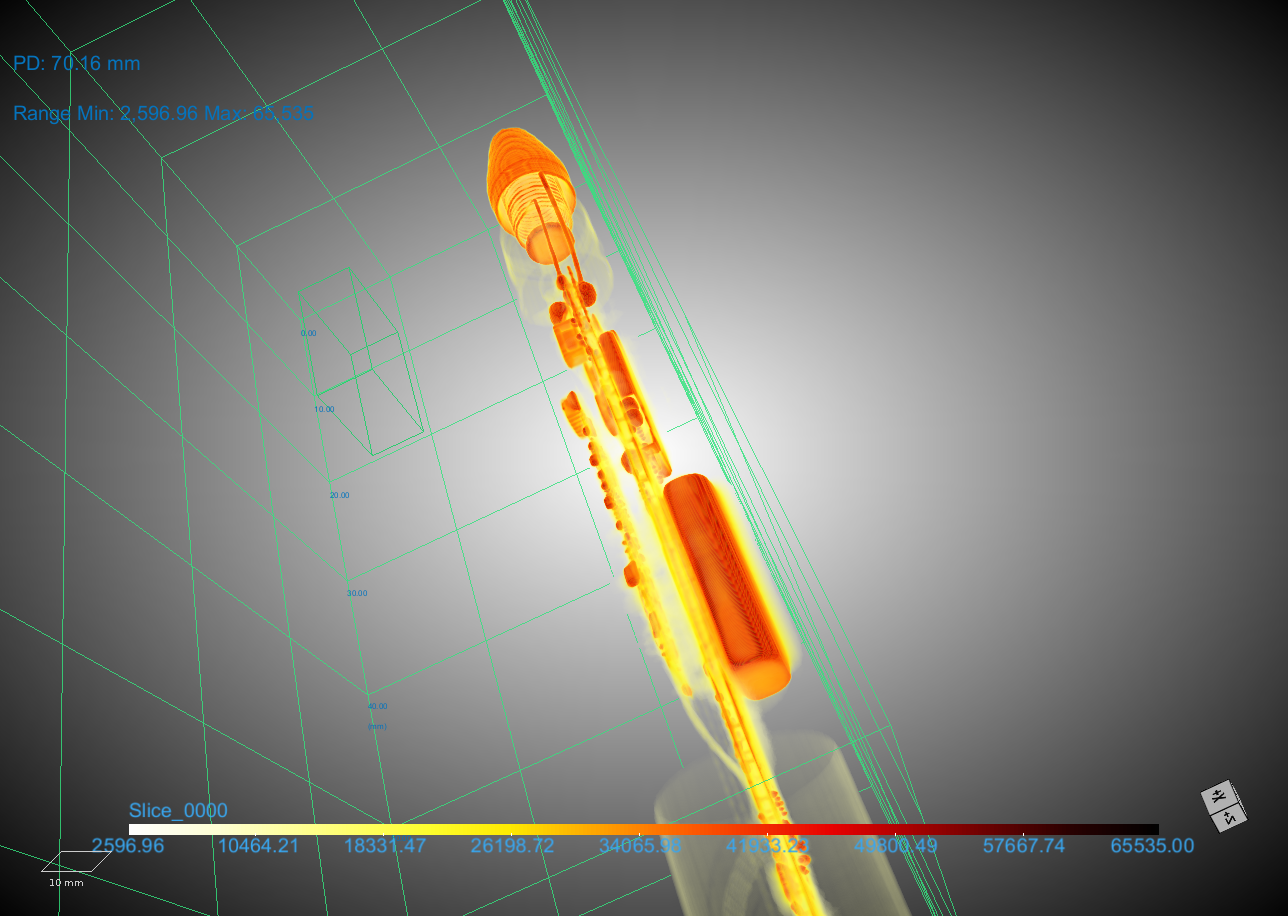 PD: 70.16 mm
Range Min: 2,596.96 Max: 65,535
0.00
10.00
20.00
30.00
40.00
(mm)
Slice_0000
2596.96 10464.21 18331.47 26198.72 34065.98 41933.23 49800.49 57667.74 65535.00
10 mm
+X